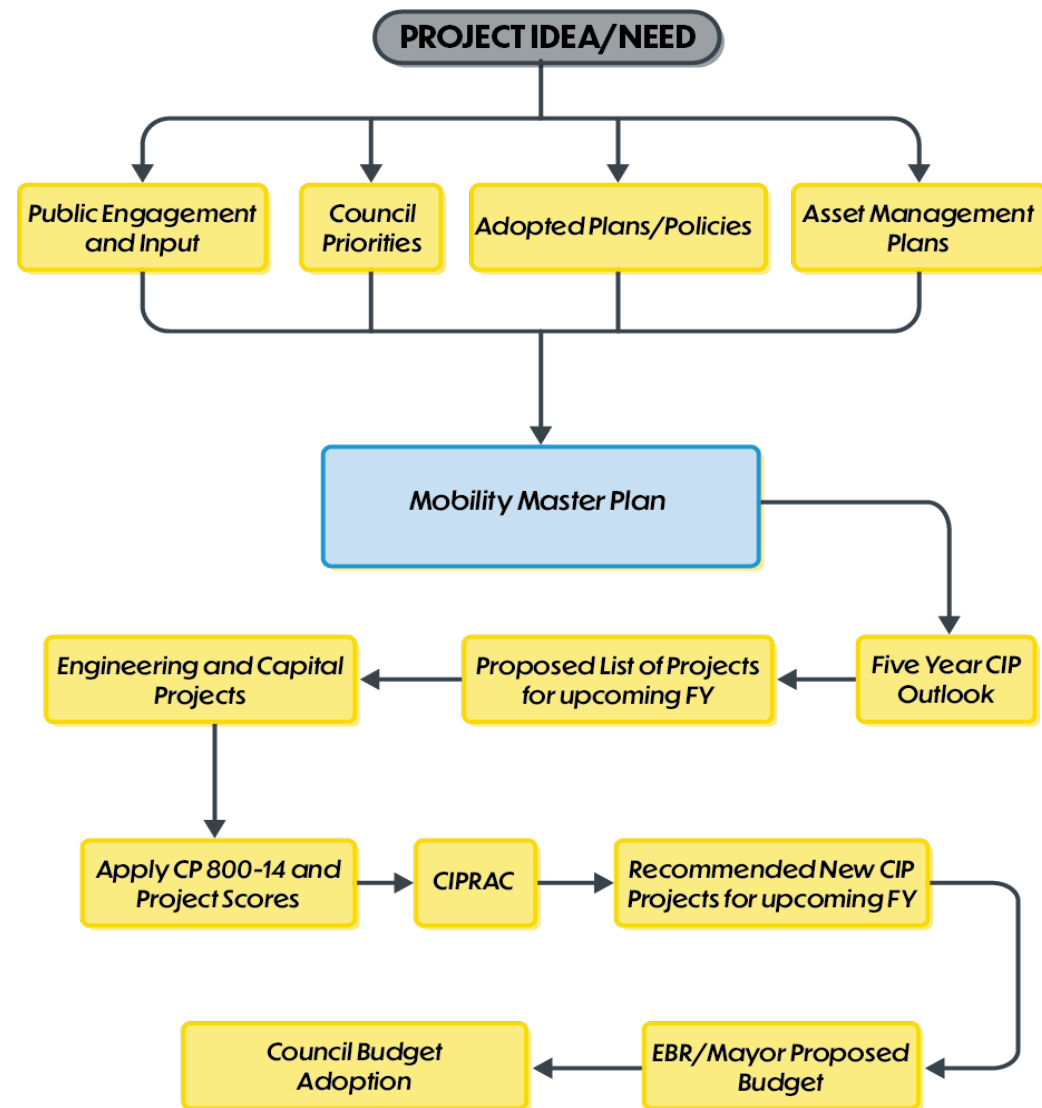 PROJECT IDEA/NEED
Public Engagement
and Input
Council
Priorities
Adopted Plans/Policies
Asset Management
Plans
Mobility Master Plan
Engineering and Capital
Projects
Proposed List of Projects
for upcoming FY
Five Year CIP
Outlook
Apply CP 800-14 and
Project Scores
CIPRAC
Recommended New CIP
Projects for upcoming FY
Council Budget
Adoption
EBR/Mayor Proposed
Budget